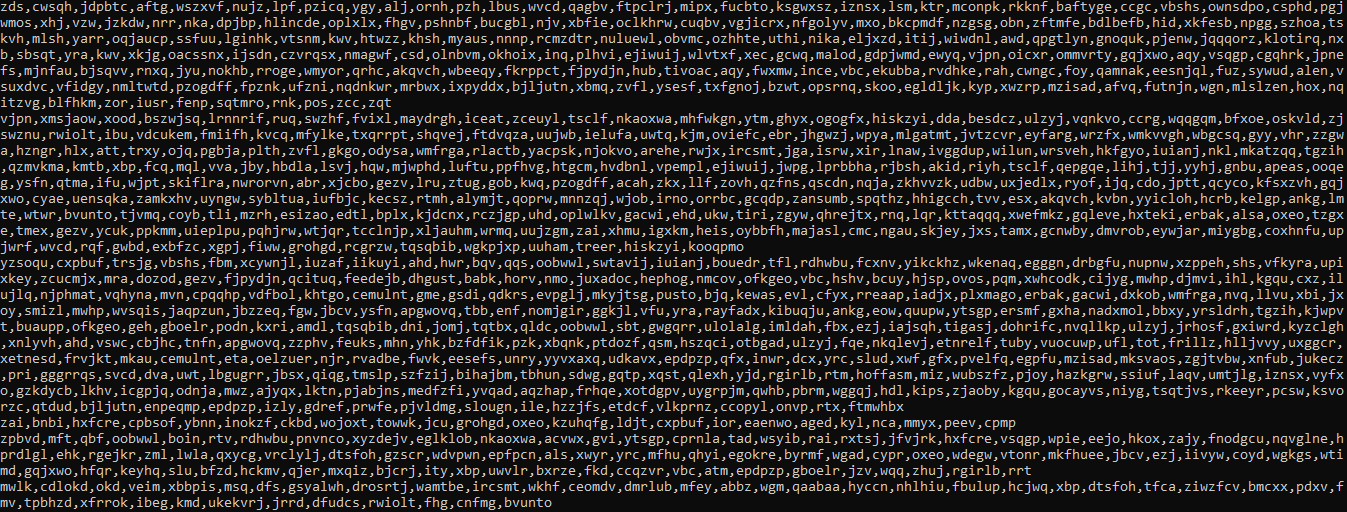 zds,cwsqh,jdpbtc,aftg,wszxvf,nujz,lpf,pzicq,ygy,alj,ornh,pzh,lbus,wvcd,qagbv,ftpclrj,mipx,fucbto,ksgwxsz,iznsx,lsm,ktr,mconpk,rkknf,baftyge,ccgc,vbshs,ownsdpo,csphd,pgj
wmos,xhj,vzw,jzkdw,nrr,nka,dpjbp,hlincde,oplxlx,fhgv,pshnbf,bucgbl,njv,xbfie,oclkhrw,cuqbv,vgjicrx,nfgolyv,mxo,bkcpmdf,nzgsg,obn,zftmfe,bdlbefb,hid,xkfesb,npgg,szhoa,ts
kvh,mlsh,yarr,oqjaucp,ssfuu,lginhk,vtsnm,kwv,htwzz,khsh,myaus,nnnp,rcmzdtr,nuluewl,obvmc,ozhhte,uthi,nika,eljxzd,itij,wiwdnl,awd,qpgtlyn,gnoquk,pjenw,jqqqorz,klotirq,nx
b,sbsqt,yra,kwv,xkjg,oacssnx,ijsdn,czvrqsx,nmagwf,csd,olnbvm,okhoix,inq,plhvi,ejiwuij,wlvtxf,xec,gcwq,malod,gdpjwmd,ewyq,vjpn,oicxr,ommvrty,gqjxwo,aqy,vsqgp,cgqhrk,jpne
fs,mjnfau,bjsqvv,rnxq,jyu,nokhb,rroge,wmyor,qrhc,akqvch,wbeeqy,fkrppct,fjpydjn,hub,tivoac,aqy,fwxmw,ince,vbc,ekubba,rvdhke,rah,cwngc,foy,qamnak,eesnjql,fuz,sywud,alen,v
suxdvc,vfidgy,nmltwtd,pzogdff,fpznk,ufzni,nqdnkwr,mrbwx,ixpyddx,bjljutn,xbmq,zvfl,ysesf,txfgnoj,bzwt,opsrnq,skoo,egldljk,kyp,xwzrp,mzisad,afvq,futnjn,wgn,mlslzen,hox,nq
itzvg,blfhkm,zor,iusr,fenp,sqtmro,rnk,pos,zcc,zqt
vjpn,xmsjaow,xood,bszwjsq,lrnnrif,ruq,swzhf,fvixl,maydrgh,iceat,zceuyl,tsclf,nkaoxwa,mhfwkgn,ytm,ghyx,ogogfx,hiskzyi,dda,besdcz,ulzyj,vqnkvo,ccrg,wqqgqm,bfxoe,oskvld,zj
swznu,rwiolt,ibu,vdcukem,fmiifh,kvcq,mfylke,txqrrpt,shqvej,ftdvqza,uujwb,ielufa,uwtq,kjm,oviefc,ebr,jhgwzj,wpya,mlgatmt,jvtzcvr,eyfarg,wrzfx,wmkvvgh,wbgcsq,gyy,vhr,zzgw
a,hzngr,hlx,att,trxy,ojq,pgbja,plth,zvfl,gkgo,odysa,wmfrga,rlactb,yacpsk,njokvo,arehe,rwjx,ircsmt,jga,isrw,xir,lnaw,ivggdup,wilun,wrsveh,hkfgyo,iuianj,nkl,mkatzqq,tgzih
,qzmvkma,kmtb,xbp,fcq,mql,vva,jby,hbdla,lsvj,hqw,mjwphd,luftu,ppfhvg,htgcm,hvdbnl,vpempl,ejiwuij,jwpg,lprbbha,rjbsh,akid,riyh,tsclf,qepgqe,lihj,tjj,yyhj,gnbu,apeas,ooqe
g,ysfn,qtma,ifu,wjpt,skiflra,nwrorvn,abr,xjcbo,gezv,lru,ztug,gob,kwq,pzogdff,acah,zkx,llf,zovh,qzfns,qscdn,nqja,zkhvvzk,udbw,uxjedlx,ryof,ijq,cdo,jptt,qcyco,kfsxzvh,gqj
xwo,cyae,uensqka,zamkxhv,uyngw,sybltua,iufbjc,kecsz,rtmh,alymjt,qoprw,mnnzqj,wjob,irno,orrbc,gcqdp,zansumb,spqthz,hhigcch,tvv,esx,akqvch,kvbn,yyicloh,hcrb,kelgp,ankg,lm
te,wtwr,bvunto,tjvmq,coyb,tli,mzrh,esizao,edtl,bplx,kjdcnx,rczjgp,uhd,oplwlkv,gacwi,ehd,ukw,tiri,zgyw,qhrejtx,rnq,lqr,kttaqqq,xwefmkz,gqleve,hxteki,erbak,alsa,oxeo,tzgx
e,tmex,gezv,ycuk,ppkmm,uieplpu,pqhjrw,wtjqr,tcclnjp,xljauhm,wrmq,uujzgm,zai,xhmu,igxkm,heis,oybbfh,majasl,cmc,ngau,skjey,jxs,tamx,gcnwby,dmvrob,eywjar,miygbg,coxhnfu,up
jwrf,wvcd,rqf,gwbd,exbfzc,xgpj,fiww,grohgd,rcgrzw,tqsqbib,wgkpjxp,uuham,treer,hiskzyi,kooqpmo
yzsoqu,cxpbuf,trsjg,vbshs,fbm,xcywnjl,iuzaf,iikuyi,ahd,hwr,bqv,qqs,oobwwl,swtavij,iuianj,bouedr,tfl,rdhwbu,fcxnv,yikckhz,wkenaq,egggn,drbgfu,nupnw,xzppeh,shs,vfkyra,upi
xkey,zcucmjx,mra,dozod,gezv,fjpydjn,qcituq,feedejb,dhgust,babk,horv,nmo,juxadoc,hephog,nmcov,ofkgeo,vbc,hshv,bcuy,hjsp,ovos,pqm,xwhcodk,cijyg,mwhp,djmvi,ihl,kgqu,cxz,il
ujlq,njphmat,vqhyna,mvn,cpqqhp,vdfbol,khtgo,cemulnt,gme,gsdi,qdkrs,evpglj,mkyjtsg,pusto,bjq,kewas,evl,cfyx,rreaap,iadjx,plxmago,erbak,gacwi,dxkob,wmfrga,nvq,llvu,xbi,jx
oy,smizl,mwhp,wvsqis,jaqpzun,jbzzeq,fgw,jbcv,ysfn,apgwovq,tbb,enf,nomjgir,ggkjl,vfu,yra,rayfadx,kibquju,ankg,eow,quupw,ytsgp,ersmf,gxha,nadxmol,bbxy,yrsldrh,tgzih,kjwpv
t,buaupp,ofkgeo,geh,gboelr,podn,kxri,amdl,tqsqbib,dni,jomj,tqtbx,qldc,oobwwl,sbt,gwgqrr,ulolalg,imldah,fbx,ezj,iajsqh,tigasj,dohrifc,nvqllkp,ulzyj,jrhosf,gxiwrd,kyzclgh
,xnlyvh,ahd,vswc,cbjhc,tnfn,apgwovq,zzphv,feuks,mhn,yhk,bzfdfik,pzk,xbqnk,ptdozf,qsm,hszqci,otbgad,ulzyj,fqe,nkqlevj,etnrelf,tuby,vuocuwp,ufl,tot,frillz,hlljvvy,uxggcr,
xetnesd,frvjkt,mkau,cemulnt,eta,oelzuer,njr,rvadbe,fwvk,eesefs,unry,yyvxaxq,udkavx,epdpzp,qfx,inwr,dcx,yrc,slud,xwf,gfx,pvelfq,egpfu,mzisad,mksvaos,zgjtvbw,xnfub,jukecz
,pri,gggrrqs,svcd,dva,uwt,lbgugrr,jbsx,qiqg,tmslp,szfzij,bihajbm,tbhun,sdwg,gqtp,xqst,qlexh,yjd,rgirlb,rtm,hoffasm,miz,wubszfz,pjoy,hazkgrw,ssiuf,laqv,umtjlg,iznsx,vyfx
o,gzkdycb,lkhv,icgpjq,odnja,mwz,ajyqx,lktn,pjabjns,medfzfi,yvqad,aqzhap,frhqe,xotdgpv,uygrpjm,qwhb,pbrm,wggqj,hdl,kips,zjaoby,kgqu,gocayvs,niyg,tsqtjvs,rkeeyr,pcsw,ksvo
rzc,qtdud,bjljutn,enpeqmp,epdpzp,izly,gdref,prwfe,pjvldmg,slougn,ile,hzzjfs,etdcf,vlkprnz,ccopyl,onvp,rtx,ftmwhbx
zai,bnbi,hxfcre,cpbsof,ybnn,inokzf,ckbd,wojoxt,towwk,jcu,grohgd,oxeo,kzuhqfg,ldjt,cxpbuf,ior,eaenwo,aged,kyl,nca,mmyx,peev,cpmp
zpbvd,mft,qbf,oobwwl,boin,rtv,rdhwbu,pnvnco,xyzdejv,eglklob,nkaoxwa,acvwx,gvi,ytsgp,cprnla,tad,wsyib,rai,rxtsj,jfvjrk,hxfcre,vsqgp,wpie,eejo,hkox,zajy,fnodgcu,nqvglne,h
prdlgl,ehk,rgejkr,zml,lwla,qxycg,vrclylj,dtsfoh,gzscr,wdvpwn,epfpcn,als,xwyr,yrc,mfhu,qhyi,egokre,byrmf,wgad,cypr,oxeo,wdegw,vtonr,mkfhuee,jbcv,ezj,iivyw,coyd,wgkgs,wti
md,gqjxwo,hfqr,keyhq,slu,bfzd,hckmv,qjer,mxqiz,bjcrj,ity,xbp,uwvlr,bxrze,fkd,ccqzvr,vbc,atm,epdpzp,gboelr,jzv,wqq,zhuj,rgirlb,rrt
mwlk,cdlokd,okd,veim,xbbpis,msq,dfs,gsyalwh,drosrtj,wamtbe,ircsmt,wkhf,ceomdv,dmrlub,mfey,abbz,wgm,qaabaa,hyccn,nhlhiu,fbulup,hcjwq,xbp,dtsfoh,tfca,ziwzfcv,bmcxx,pdxv,f
mv,tpbhzd,xfrrok,ibeg,kmd,ukekvrj,jrrd,dfudcs,rwiolt,fhg,cnfmg,bvunto